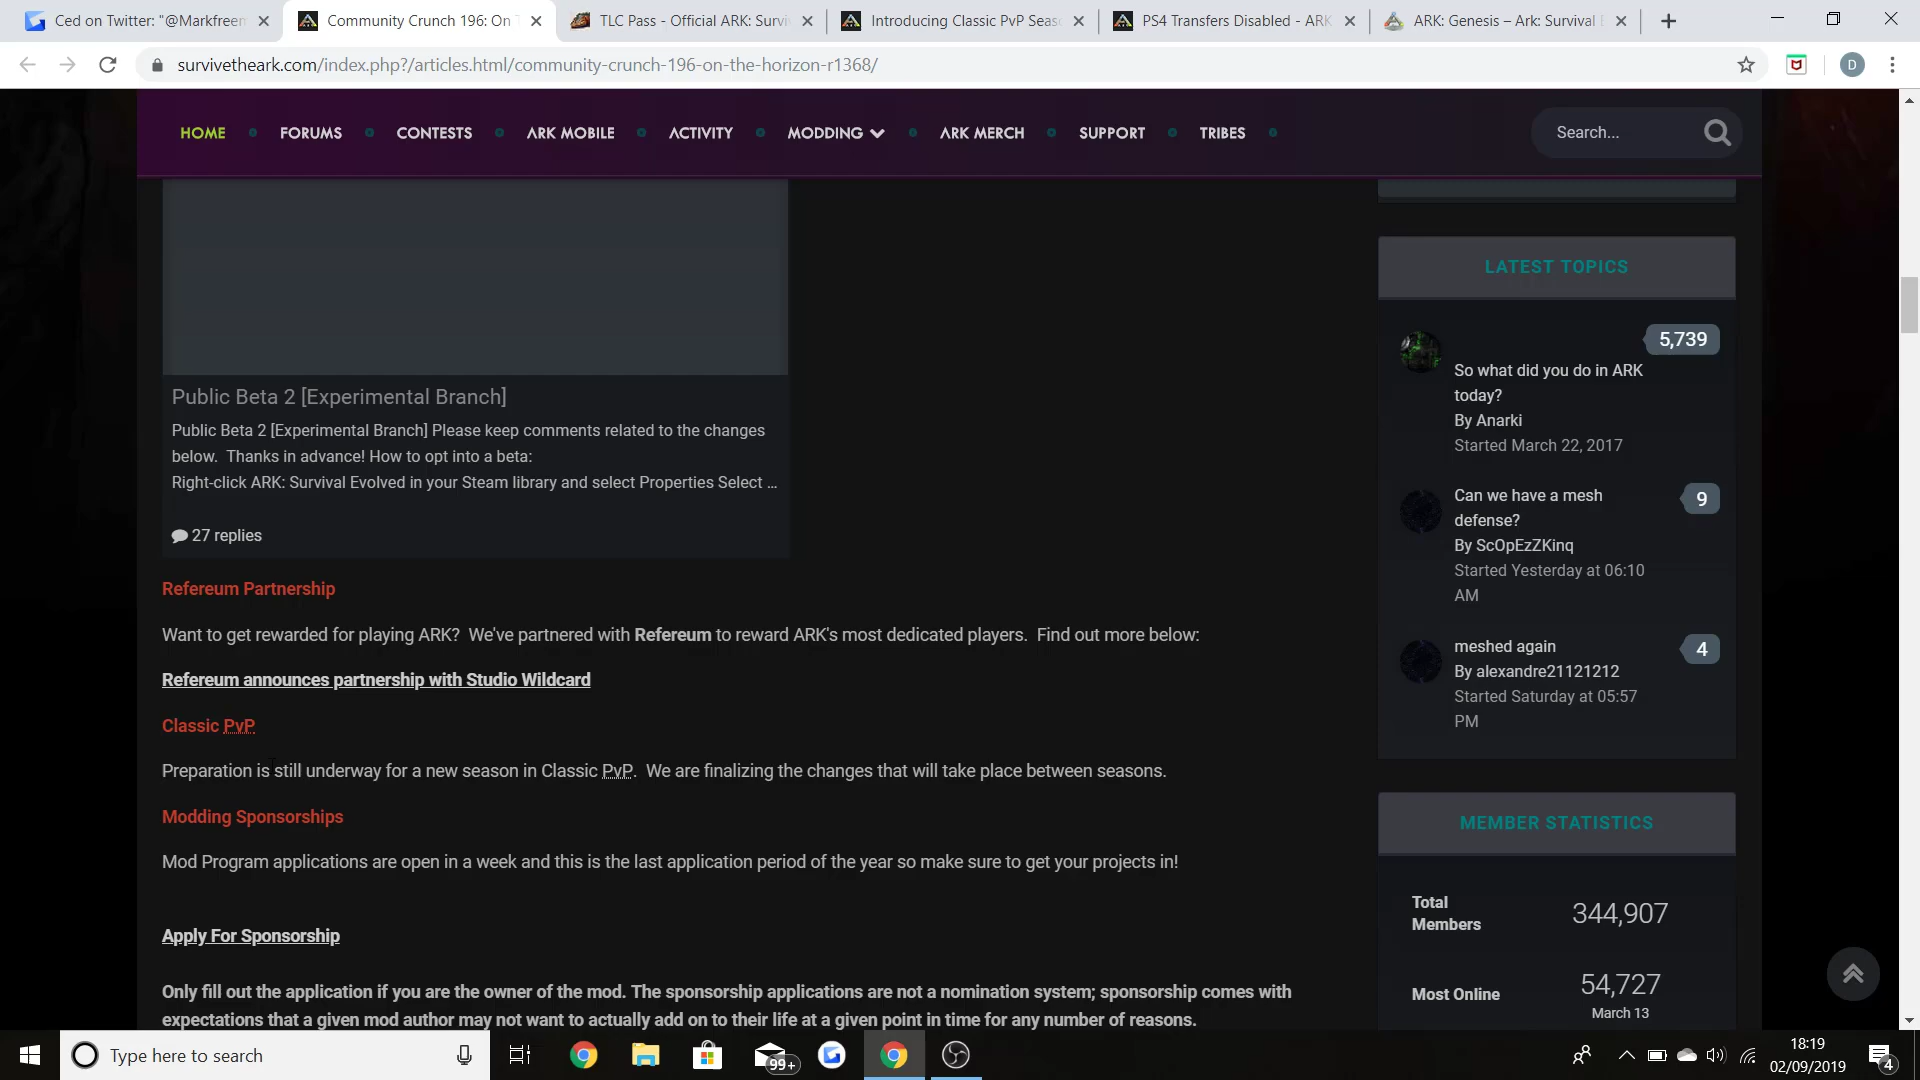 Ced on Twitter: "@Markfreem
Community Crunch 196: On T
TLC Pass - Official ARK: Surviv
Introducing Classic PvP Seaso
PS4 Transfers Disabled - ARK
ARK: Genesis – Ark: Survival E
survivetheark.com/index.php?/articles.html/community-crunch-196-on-the-horizon-r1368/
D
HOME
FORUMS
CONTESTS
ARK MOBILE
ACTIVITY
MODDING
ARK MERCH
SUPPORT
TRIBES
Search...
Public Beta 2 [Experimental Branch]
Public Beta 2 [Experimental Branch] Please keep comments related to the changes
below.  Thanks in advance! How to opt into a beta:
Right-click ARK: Survival Evolved in your Steam library and select Properties Select ...
27 replies
Refereum Partnership
Want to get rewarded for playing ARK?  We've partnered with Refereum to reward ARK's most dedicated players.  Find out more below:
Refereum announces partnership with Studio Wildcard
Classic PvP
Preparation is still underway for a new season in Classic PvP.  We are finalizing the changes that will take place between seasons.
Modding Sponsorships
Mod Program applications are open in a week and this is the last application period of the year so make sure to get your projects in!
Apply For Sponsorship
Only fill out the application if you are the owner of the mod. The sponsorship applications are not a nomination system; sponsorship comes with
expectations that a given mod author may not want to actually add on to their life at a given point in time for any number of reasons.
LATEST TOPICS
5,739
So what did you do in ARK
today?
By Anarki
Started March 22, 2017
Can we have a mesh
defense?
9
By ScOpEzZKinq
Started Yesterday at 06:10
AM
meshed again
4
By alexandre21121212
Started Saturday at 05:57
PM
MEMBER STATISTICS
Total
Members
344,907
Most Online
54,727
March 13
Type here to search
99+
18:19
02/09/2019
4